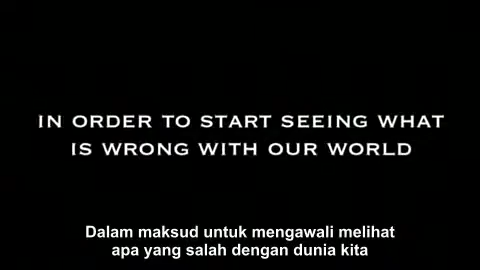 IN ORDER TO START SEEING WHAT
IS WRONG WITH OUR WORLD
Dalam maksud untuk mengawali melihat
apa yang salah dengan dunia kita